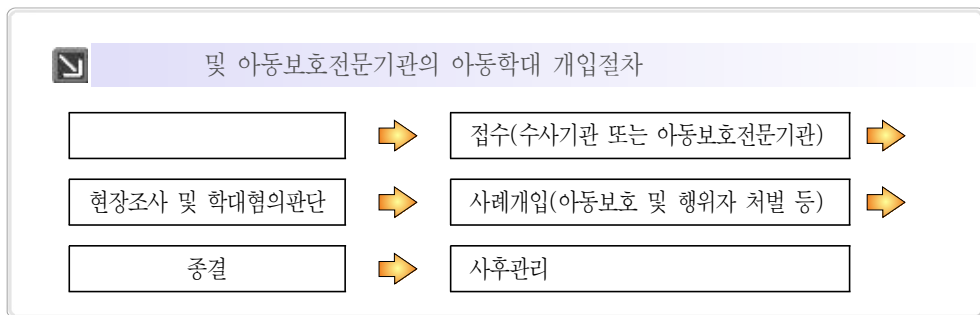 및 아동보호전문기관의 아동학대 개입절차
접수(수사기관 또는 아동보호전문기관)
현장조사 및 학대혐의판단
사례개입(아동보호 및 행위자 처벌 등)
종결
사후관리